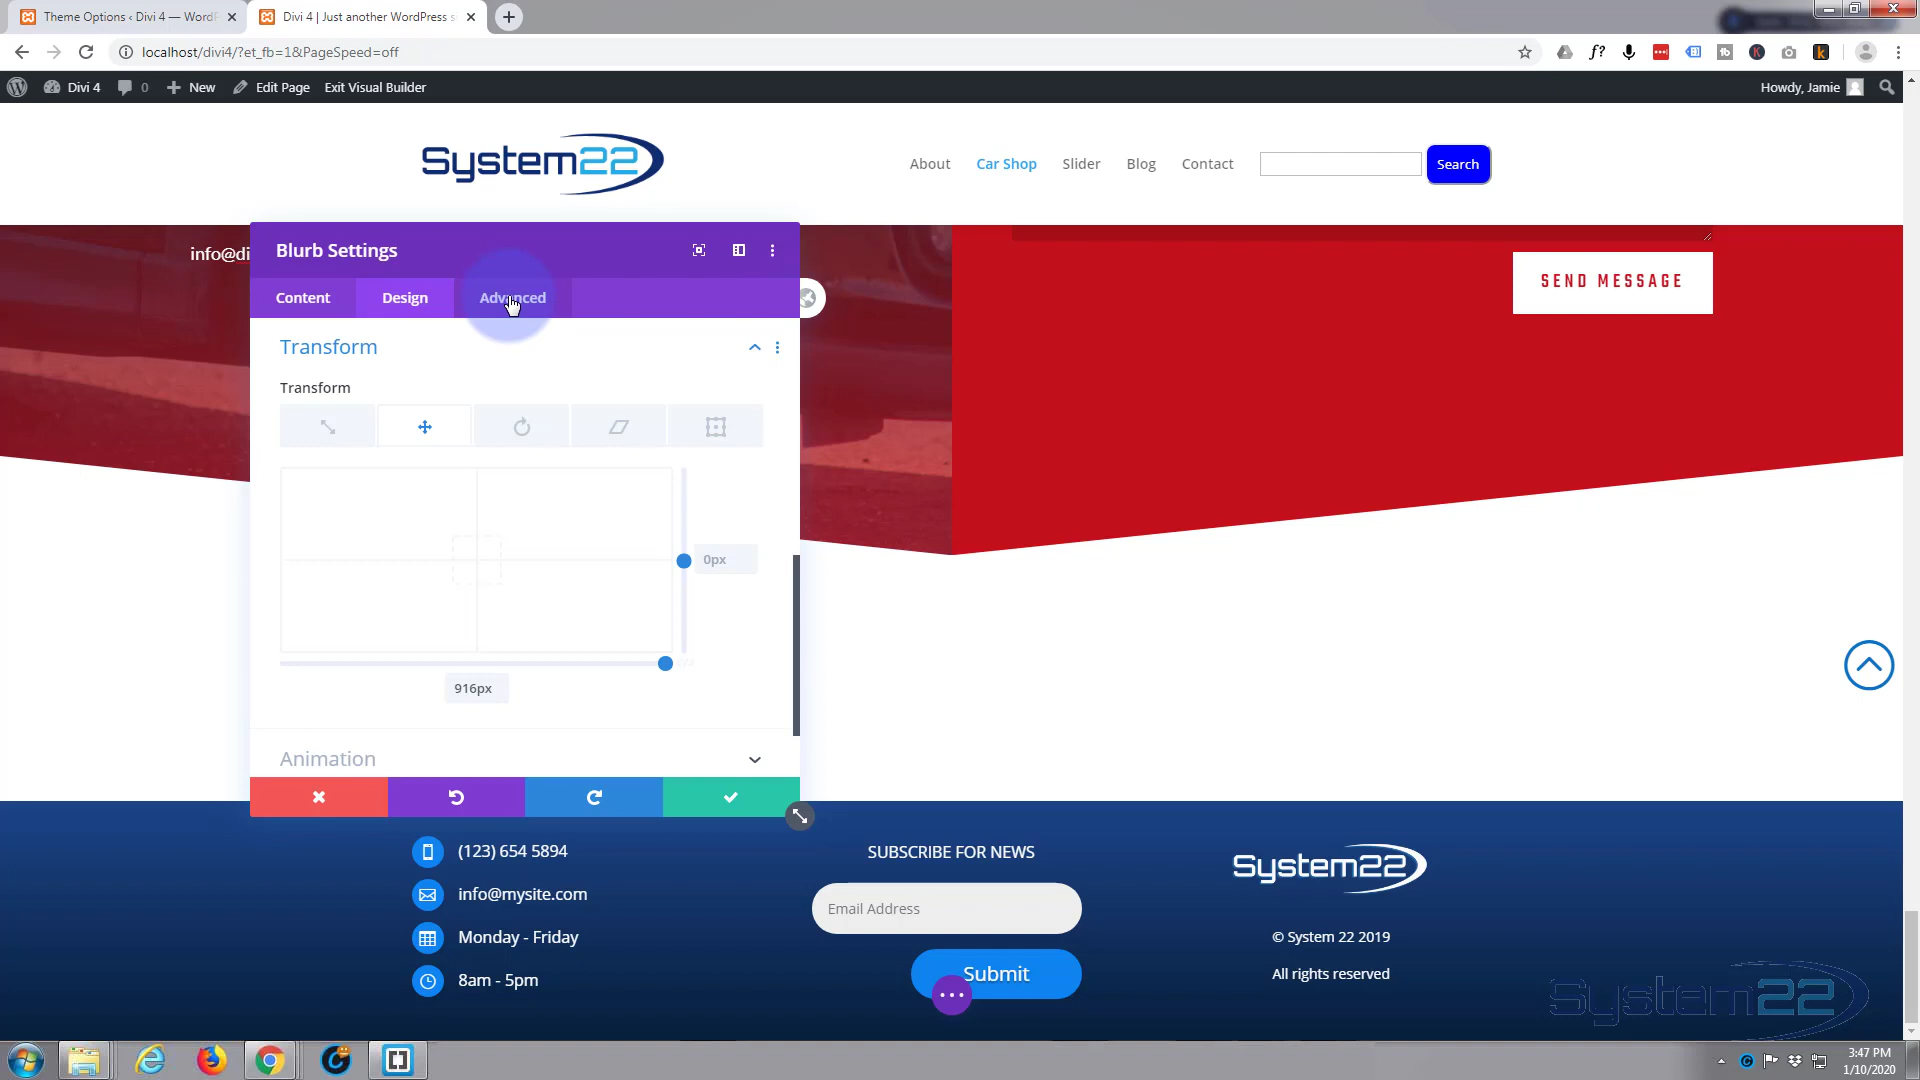 Theme Options ‹ Divi 4 — WordP
Divi 4 | Just another WordPress s
localhost/divi4/?et_fb=1&PageSpeed=off
Divi 4
0
New
Edit Page
Exit Visual Builder
Howdy, Jamie
System22
About
Car Shop
Slider
Blog
Contact
Search
info@di
SEND MESSAGE
Blurb Settings
Content
Design
Advanced
Transform
Transform
0px
916px
Animation
(123) 654 5894
info@mysite.com
Monday - Friday
8am - 5pm
SUBSCRIBE FOR NEWS
Email Address
Submit
System22
© System 22 2019
All rights reserved
System22
3:47 PM
1/10/2020